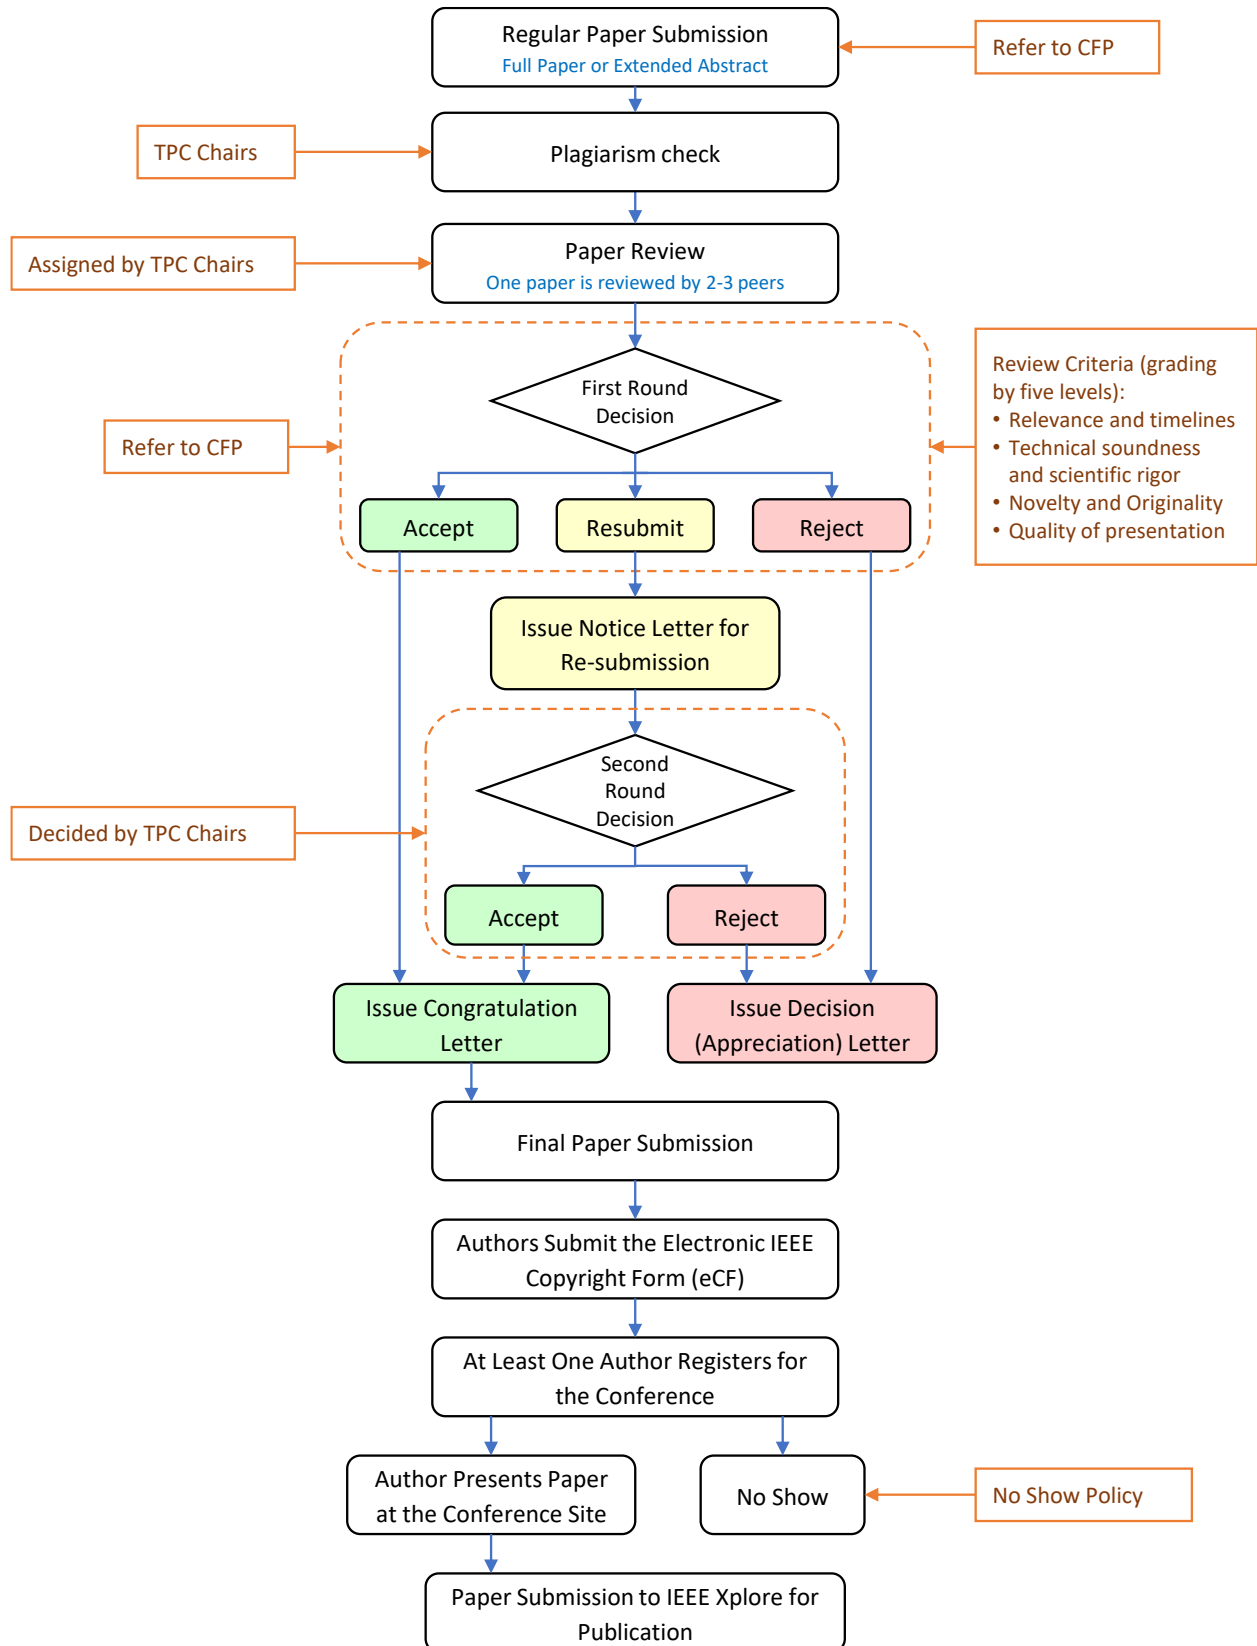 Regular Paper Submission
Full Paper or Extended Abstract
Refer to CFP
TPC Chairs
Plagiarism check
Assigned by TPC Chairs
Paper Review
One paper is reviewed by 2-3 peers
First Round
Decision
Refer to CFP
Review Criteria (grading
by five levels):
• Relevance and timelines
• Technical soundness
and scientific rigor
• Novelty and Originality
• Quality of presentation
Accept
Resubmit
Reject
Issue Notice Letter for
Re-submission
Second
Round
Decision
Decided by TPC Chairs
Accept
Reject
Issue Congratulation
Letter
Issue Decision
(Appreciation) Letter
Final Paper Submission
Authors Submit the Electronic IEEE
Copyright Form (eCF)
At Least One Author Registers for
the Conference
Author Presents Paper
at the Conference Site
No Show
No Show Policy
Paper Submission to IEEE Xplore for
Publication